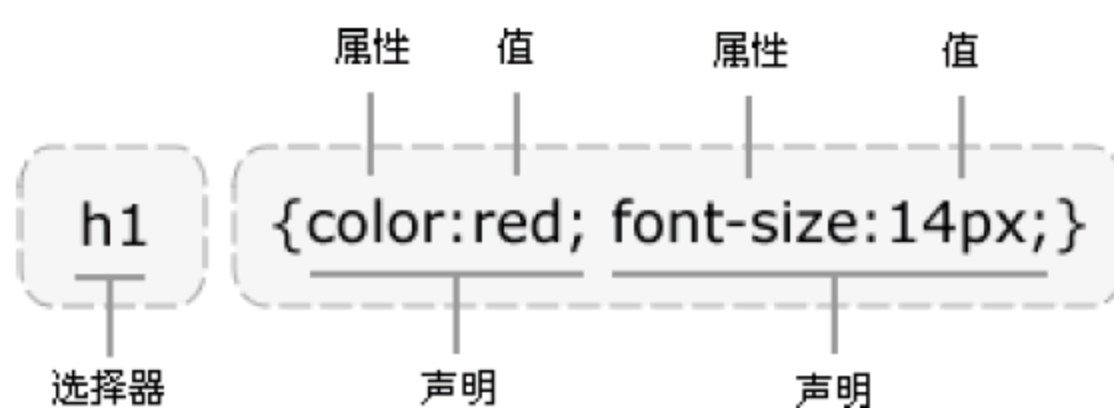 属性 值 属性 值
h1 {color:red; font-size:14px;}
选择器 声明 声明